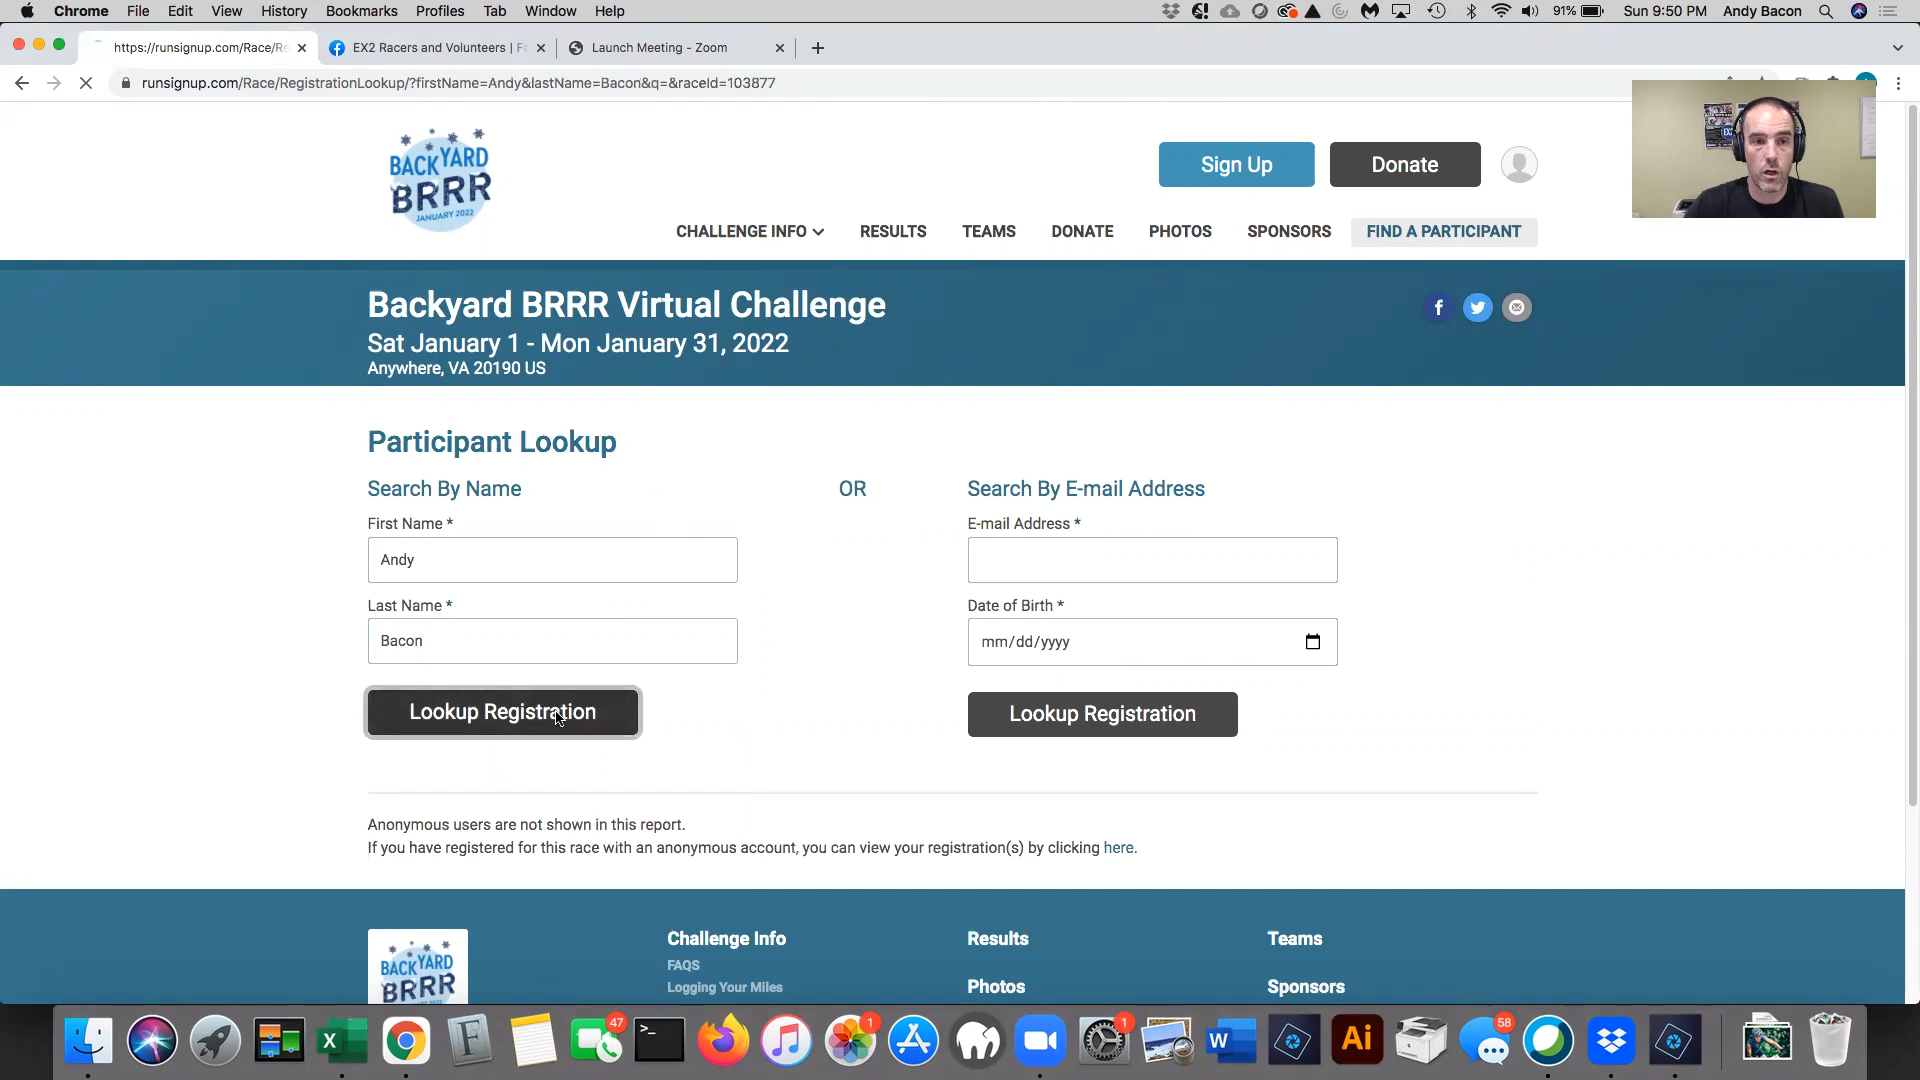 Chrome File Edit View History Bookmarks Profiles Tab Window Help 91% Sun 9:50 PM Andy Bacon
https://runsignup.com/Race/Re EX2 Racers and Volunteers | F Launch Meeting - Zoom
runsignup.com/Race/RegistrationLookup/?firstName=Andy&lastName=Bacon&q=&raceId=103877
BACKYARD
BRRR
JANUARY 2022
Sign Up Donate
CHALLENGE INFO RESULTS TEAMS DONATE PHOTOS SPONSORS FIND A PARTICIPANT
Backyard BRRR Virtual Challenge
Sat January 1 - Mon January 31, 2022
Anywhere, VA 20190 US
Participant Lookup
Search By Name OR Search By E-mail Address
First Name * E-mail Address *
Andy
Last Name * Date of Birth *
Bacon mm/dd/yyyy
Lookup Registration Lookup Registration
Anonymous users are not shown in this report.
If you have registered for this race with an anonymous account, you can view your registration(s) by clicking here.
BACKYARD
BRRR
Challenge Info Results Teams
FAQS
Logging Your Miles Photos Sponsors
47 1 1 58